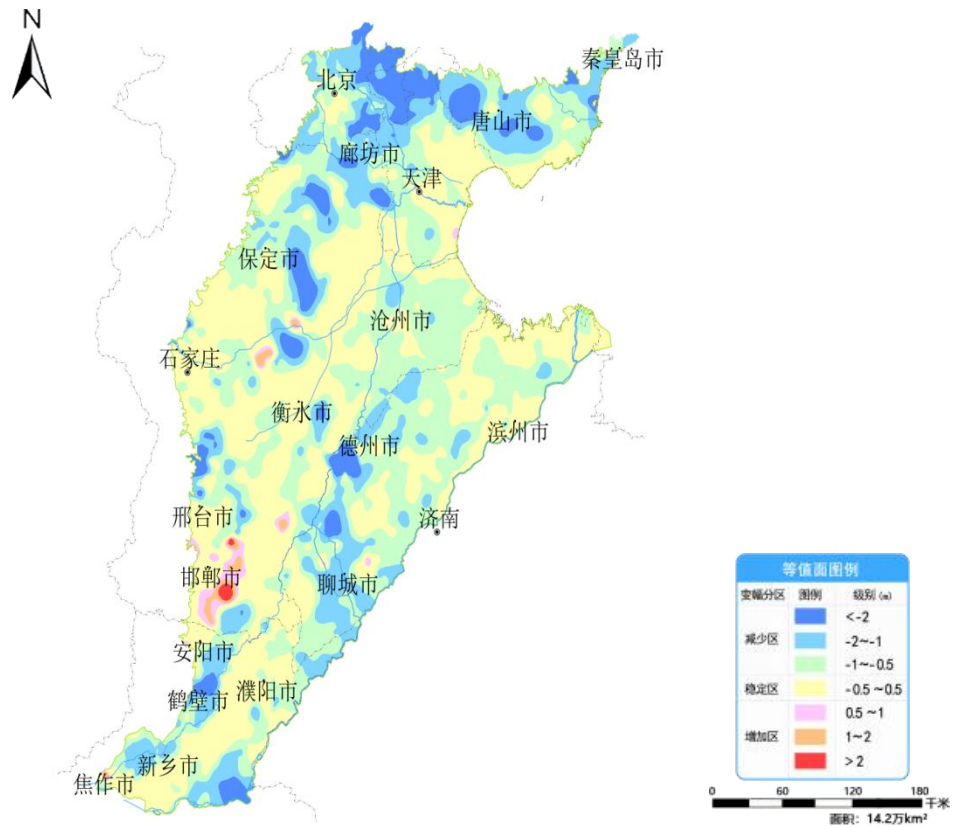 N
秦皇岛市
北京
唐山市
廊坊市
天津
保定市
沧州市
石家庄
衡水市
德州市
滨州市
邢台市
济南
邯郸市
聊城市
安阳市
鹤壁市
濮阳市
新乡市
焦作市
等值面图例
变幅分区 图例 级别 (m)
减少区
<-2
-2~-1
-1~-0.5
稳定区 -0.5~0.5
增加区
0.5~1
1~2
>2
0 60 120 180
千米
面积：14.2万km²